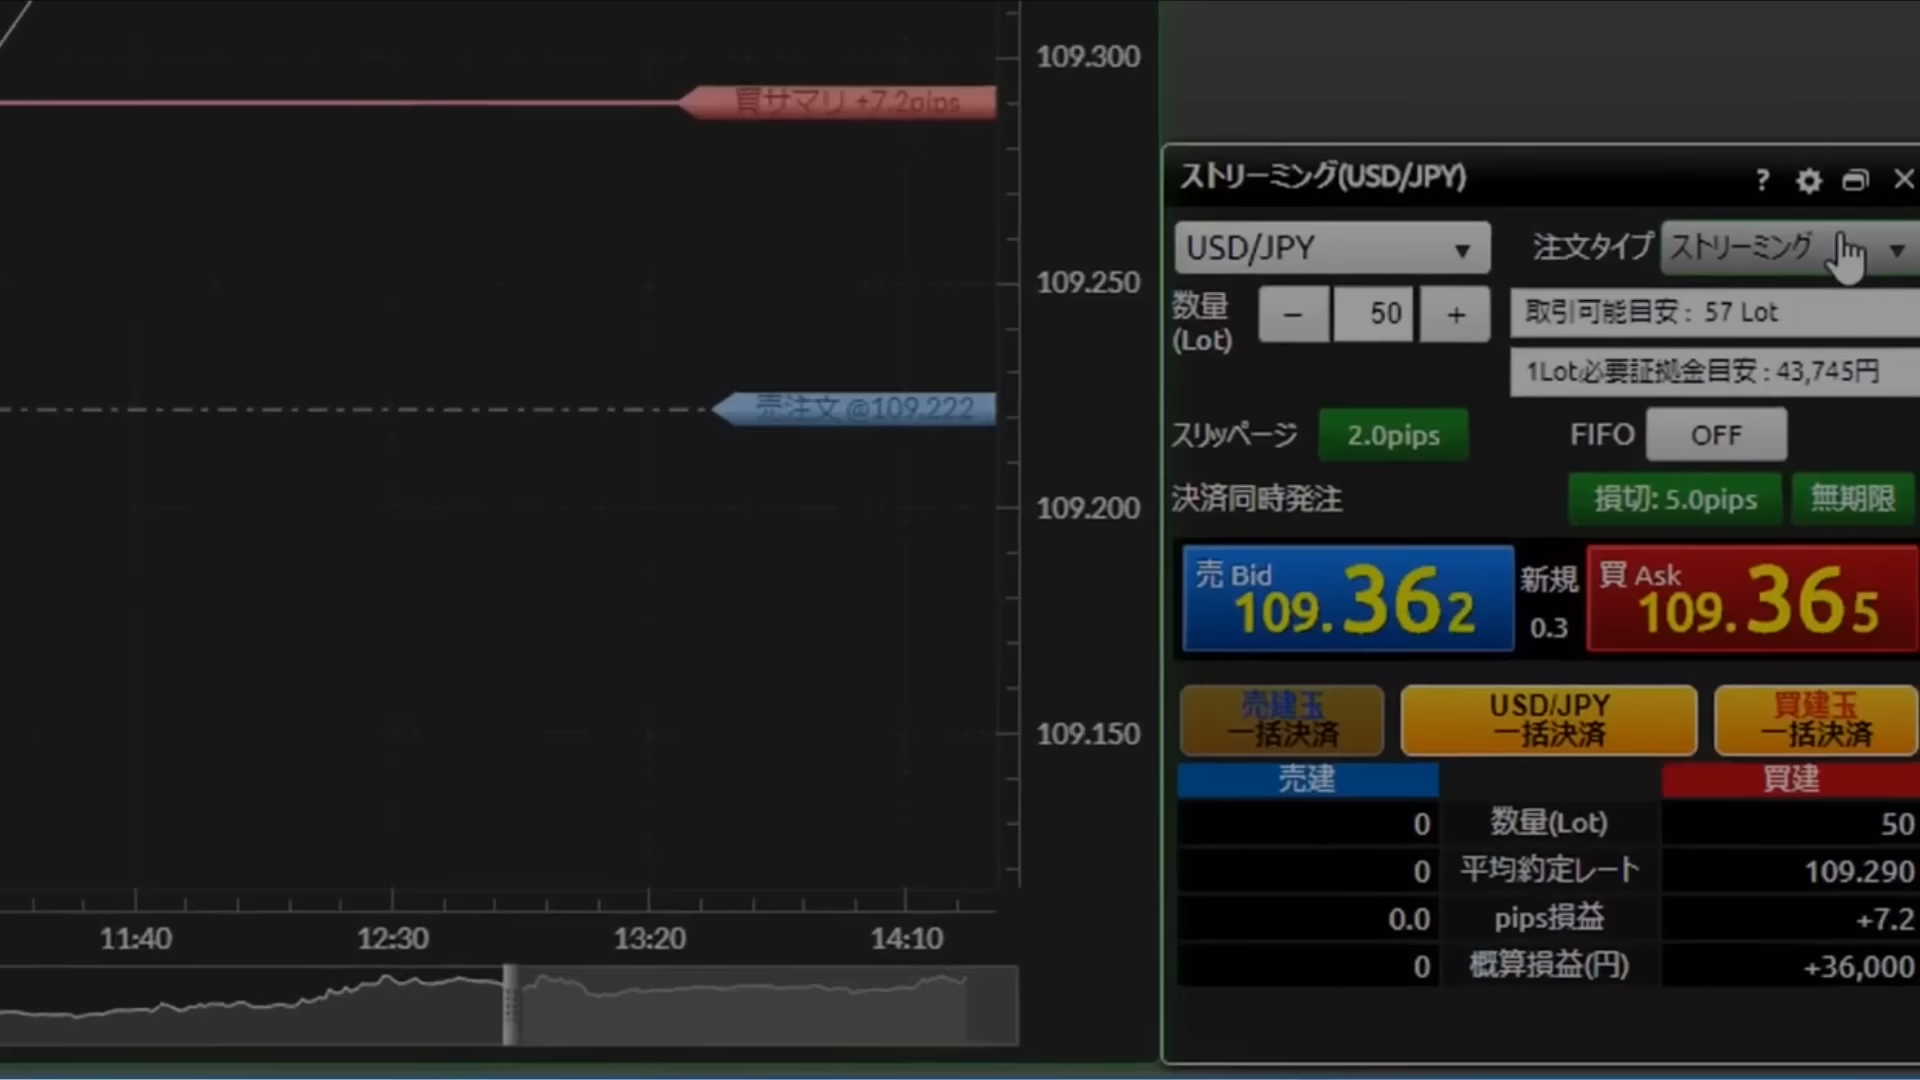 109.300
買サマリ +7.2pips
109.250
売注文 @109.222
109.200
109.150
11:40 12:30 13:20 14:10
ストリーミング(USD/JPY) ?
USD/JPY 注文タイプ ストリーミング
数量(Lot) − 50 + 取引可能目安 : 57 Lot
1Lot必要証拠金目安 : 43,745円
スリッページ 2.0pips FIFO OFF
決済同時発注 損切: 5.0pips 無期限
売 Bid 109.362 新規 0.3 買 Ask 109.365
売建玉 USD/JPY 買建玉
一括決済 一括決済 一括決済
売建 買建
0 数量(Lot) 50
0 平均約定レート 109.290
0.0 pips損益 +7.2
0 概算損益(円) +36,000